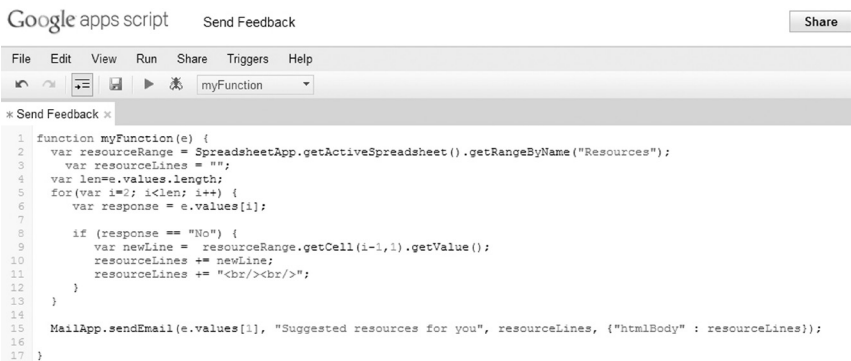 Google apps script Send Feedback Share
File Edit View Run Share Triggers Help
myFunction
* Send Feedback ×
1 function myFunction(e) {
2 var resourceRange = SpreadsheetApp.getActiveSpreadsheet().getRangeByName("Resources");
3 var resourceLines = "";
4 var len=e.values.length;
5 for(var i=2; i<len; i++) {
6 var response = e.values[i];
7
8 if (response == "No") {
9 var newLine = resourceRange.getCell(i-1,1).getValue();
10 resourceLines += newLine;
11 resourceLines += "<br/><br/>";
12 }
13 }
14
15 MailApp.sendEmail(e.values[1], "Suggested resources for you", resourceLines, {"htmlBody" : resourceLines});
16
17 }